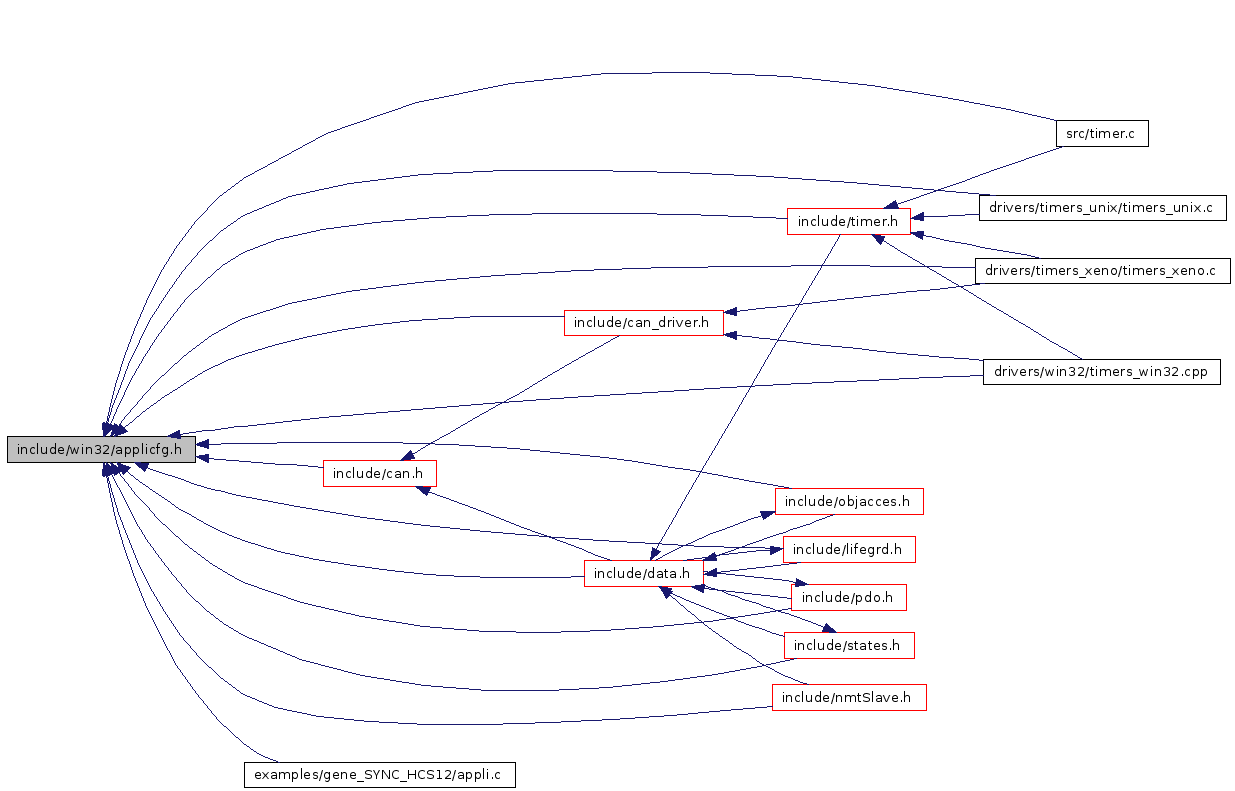 src/timer.c
drivers/timers_unix/timers_unix.c
include/timer.h
drivers/timers_xeno/timers_xeno.c
include/can_driver.h
drivers/win32/timers_win32.cpp
include/win32/applicfg.h
include/can.h
include/objacces.h
include/lifegrd.h
include/data.h
include/pdo.h
include/states.h
include/nmtSlave.h
examples/gene_SYNC_HCS12/appli.c